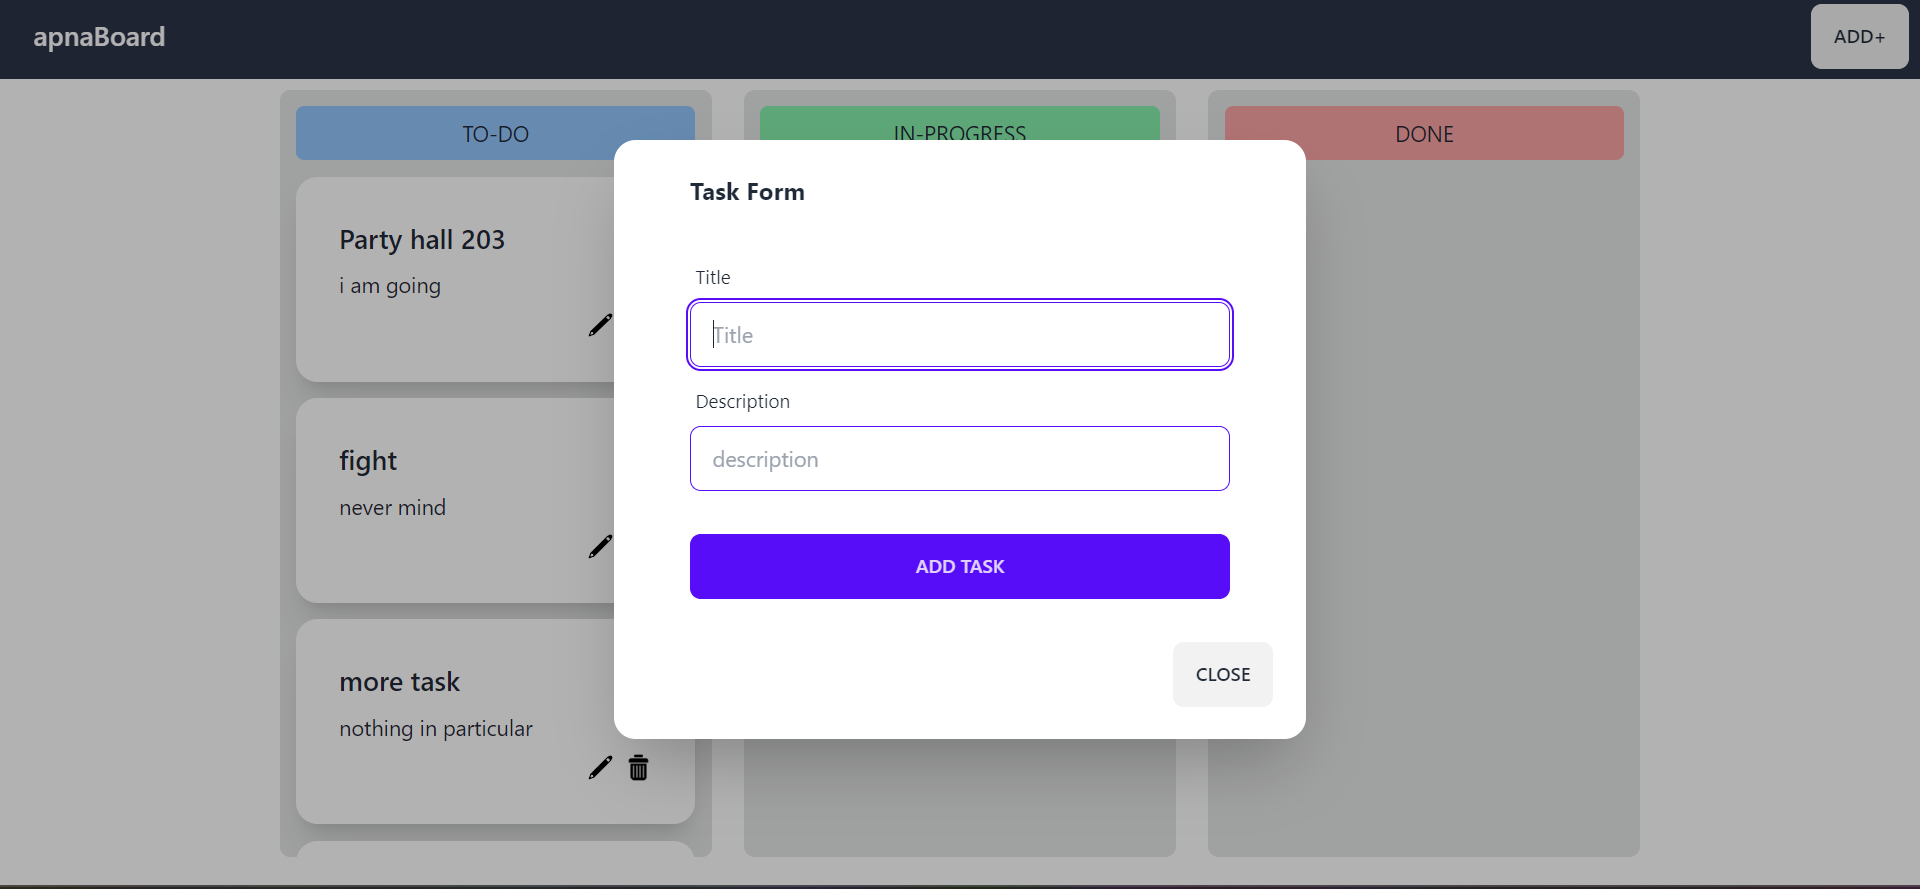 apnaBoard
ADD+
TO-DO
IN-PROGRESS
DONE
Party hall 203
i am going
fight
never mind
more task
nothing in particular
Task Form
Title
Title
Description
description
ADD TASK
CLOSE